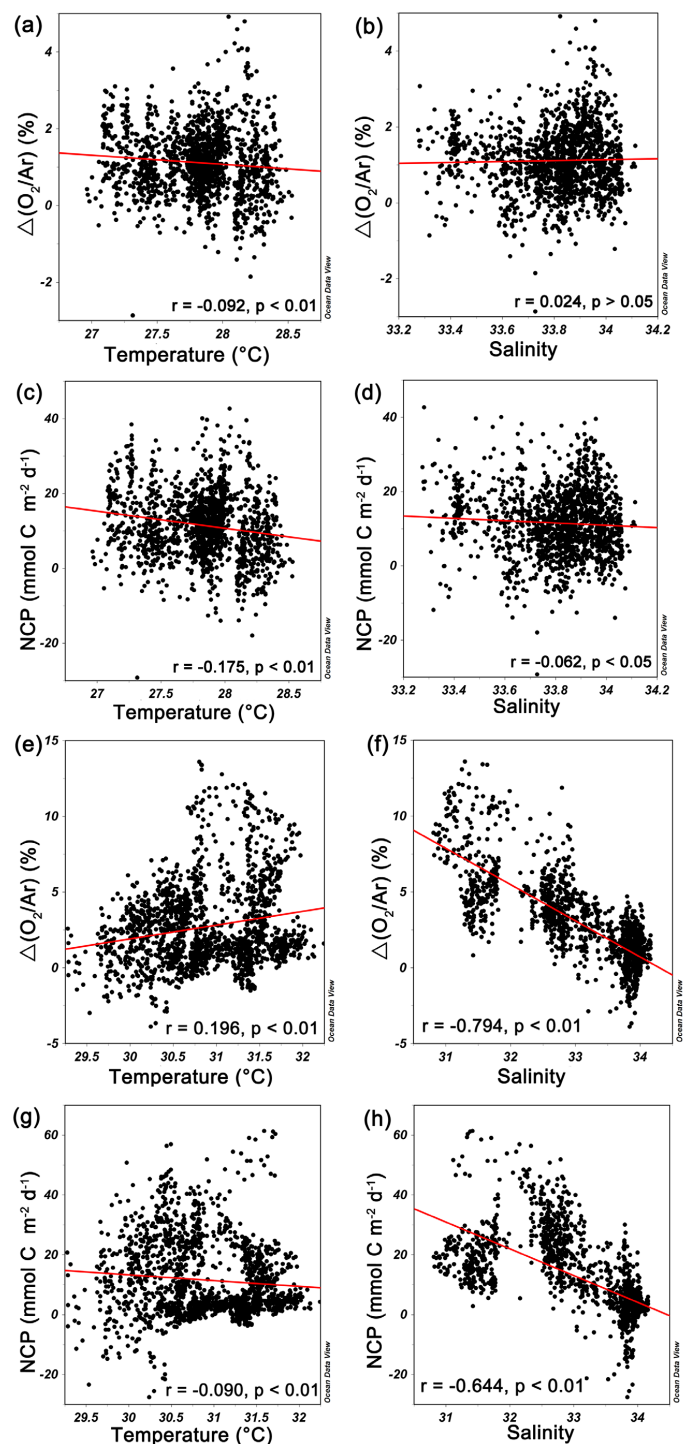 (a)
△(O2/Ar) (%)
4
2
0
-2
r = -0.092, p < 0.01
27 27.5 28 28.5
Temperature (°C)
Ocean Data View
(b)
△(O2/Ar) (%)
4
2
0
-2
r = 0.024, p > 0.05
33.2 33.4 33.6 33.8 34 34.2
Salinity
Ocean Data View
(c)
NCP (mmol C m-2 d-1)
40
20
0
-20
r = -0.175, p < 0.01
27 27.5 28 28.5
Temperature (°C)
Ocean Data View
(d)
NCP (mmol C m-2 d-1)
40
20
0
-20
r = -0.062, p < 0.05
33.2 33.4 33.6 33.8 34 34.2
Salinity
Ocean Data View
(e)
△(O2/Ar) (%)
15
10
5
0
-5
r = 0.196, p < 0.01
29.5 30 30.5 31 31.5 32
Temperature (°C)
Ocean Data View
(f)
△(O2/Ar) (%)
15
10
5
0
-5
r = -0.794, p < 0.01
31 32 33 34
Salinity
Ocean Data View
(g)
NCP (mmol C m-2 d-1)
60
40
20
0
-20
r = -0.090, p < 0.01
29.5 30 30.5 31 31.5 32
Temperature (°C)
Ocean Data View
(h)
NCP (mmol C m-2 d-1)
60
40
20
0
-20
r = -0.644, p < 0.01
31 32 33 34
Salinity
Ocean Data View